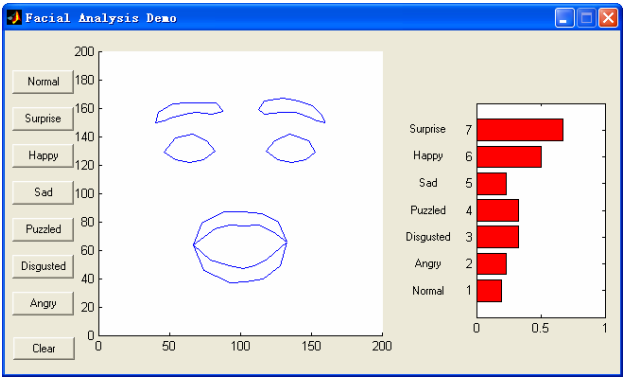 Facial Analysis Demo
Normal
Surprise
Happy
Sad
Puzzled
Disgusted
Angry
Clear
200
180
160
140
120
100
80
60
40
20
0
0 50 100 150 200
Surprise 7
Happy 6
Sad 5
Puzzled 4
Disgusted 3
Angry 2
Normal 1
0 0.5 1